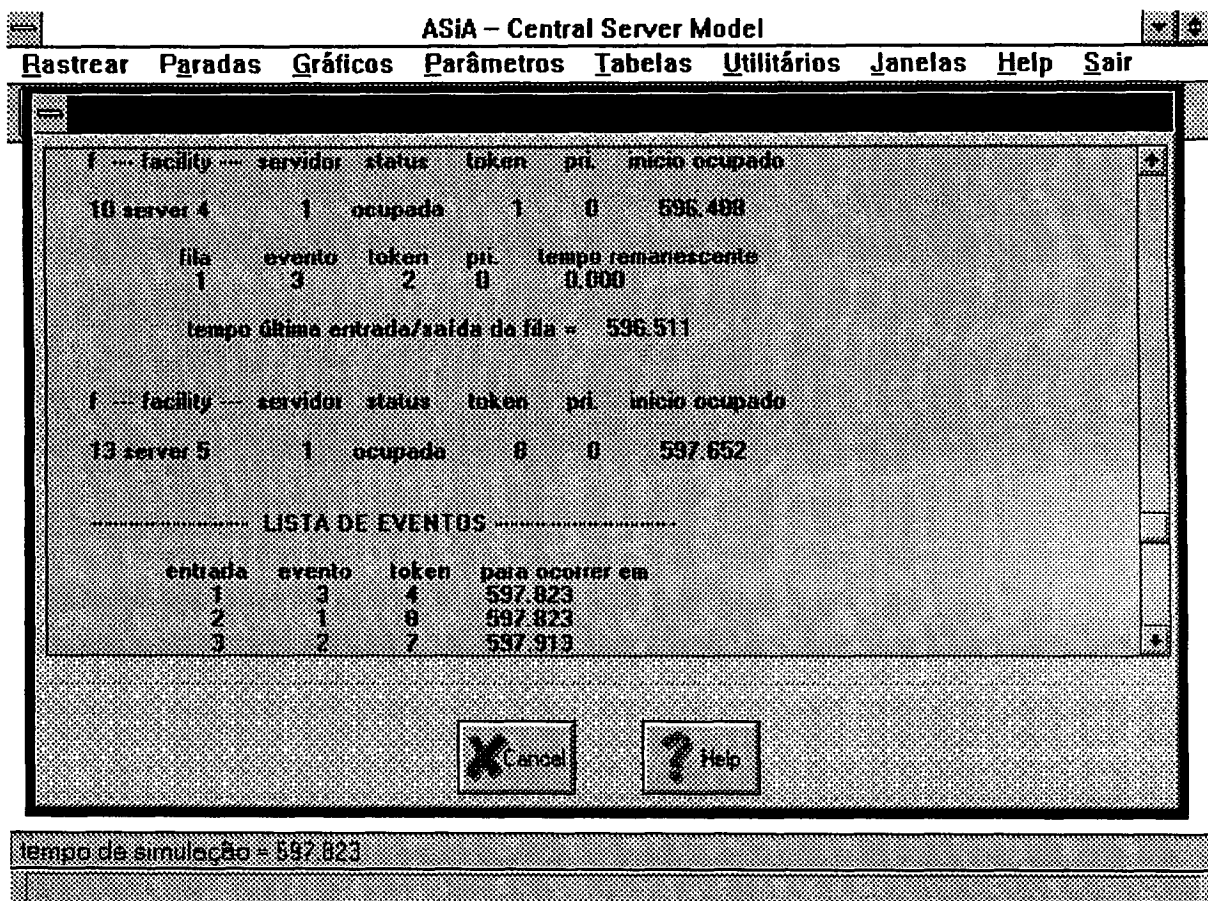 ASiA – Central Server Model
Rastrear Paradas Gráficos Parâmetros Tabelas Utilitários Janelas Help Sair
f --- facility --- servidor status token pri. início ocupado
10 server 4 1 ocupada 1 0 596.408
fila evento token pri. tempo remanescente
1 3 2 0 0.000
tempo última entrada/saída da fila = 596.511
f --- facility --- servidor status token pri. início ocupado
13 server 5 1 ocupada 8 0 597.652
---------------------- LISTA DE EVENTOS -------------------------
entrada evento token para ocorrer em
1 3 4 597.823
2 1 8 597.823
3 2 7 597.913
Cancel Help
tempo de simulação = 597.823